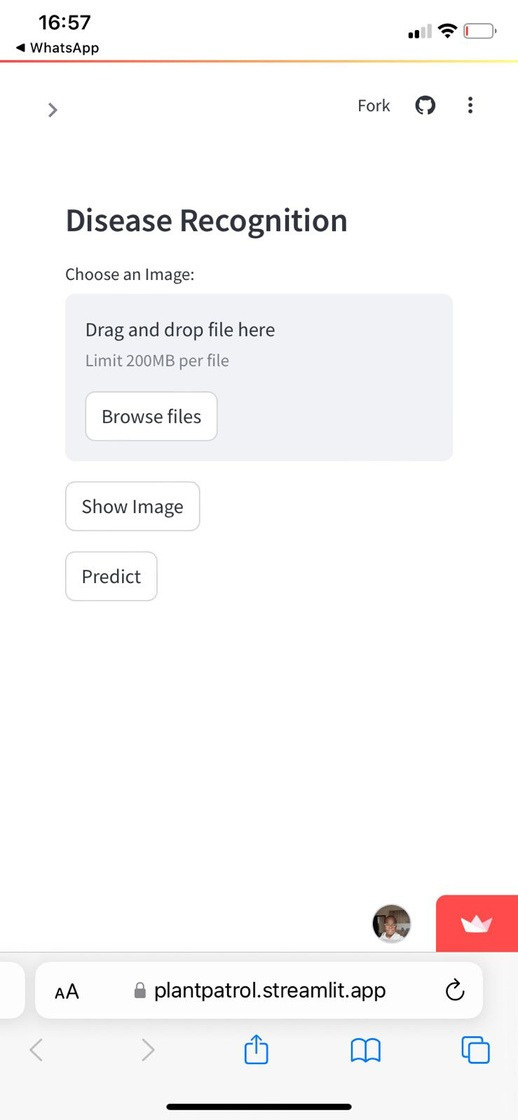 16:57
◀ WhatsApp
Fork
Disease Recognition
Choose an Image:
Drag and drop file here
Limit 200MB per file
Browse files
Show Image
Predict
AA plantpatrol.streamlit.app